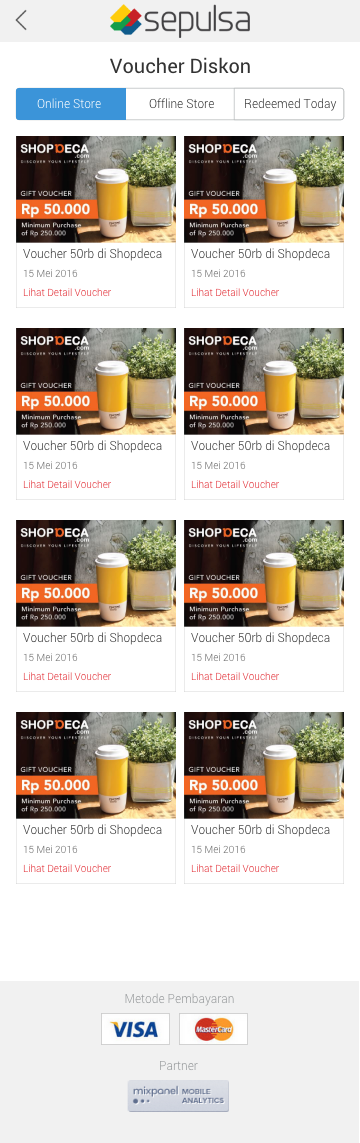 sepulsa
Voucher Diskon
Online Store
Offline Store
Redeemed Today
SHOPDECA
.com
DISCOVER YOUR LIFESTYLE
GIFT VOUCHER
Rp 50.000
Minimum Purchase
of Rp 250.000
Voucher 50rb di Shopdeca
15 Mei 2016
Lihat Detail Voucher
SHOPDECA
.com
DISCOVER YOUR LIFESTYLE
GIFT VOUCHER
Rp 50.000
Minimum Purchase
of Rp 250.000
Voucher 50rb di Shopdeca
15 Mei 2016
Lihat Detail Voucher
SHOPDECA
.com
DISCOVER YOUR LIFESTYLE
GIFT VOUCHER
Rp 50.000
Minimum Purchase
of Rp 250.000
Voucher 50rb di Shopdeca
15 Mei 2016
Lihat Detail Voucher
SHOPDECA
.com
DISCOVER YOUR LIFESTYLE
GIFT VOUCHER
Rp 50.000
Minimum Purchase
of Rp 250.000
Voucher 50rb di Shopdeca
15 Mei 2016
Lihat Detail Voucher
SHOPDECA
.com
DISCOVER YOUR LIFESTYLE
GIFT VOUCHER
Rp 50.000
Minimum Purchase
of Rp 250.000
Voucher 50rb di Shopdeca
15 Mei 2016
Lihat Detail Voucher
SHOPDECA
.com
DISCOVER YOUR LIFESTYLE
GIFT VOUCHER
Rp 50.000
Minimum Purchase
of Rp 250.000
Voucher 50rb di Shopdeca
15 Mei 2016
Lihat Detail Voucher
SHOPDECA
.com
DISCOVER YOUR LIFESTYLE
GIFT VOUCHER
Rp 50.000
Minimum Purchase
of Rp 250.000
Voucher 50rb di Shopdeca
15 Mei 2016
Lihat Detail Voucher
SHOPDECA
.com
DISCOVER YOUR LIFESTYLE
GIFT VOUCHER
Rp 50.000
Minimum Purchase
of Rp 250.000
Voucher 50rb di Shopdeca
15 Mei 2016
Lihat Detail Voucher
Metode Pembayaran
VISA
MasterCard
Partner
mixpanel MOBILE
ANALYTICS